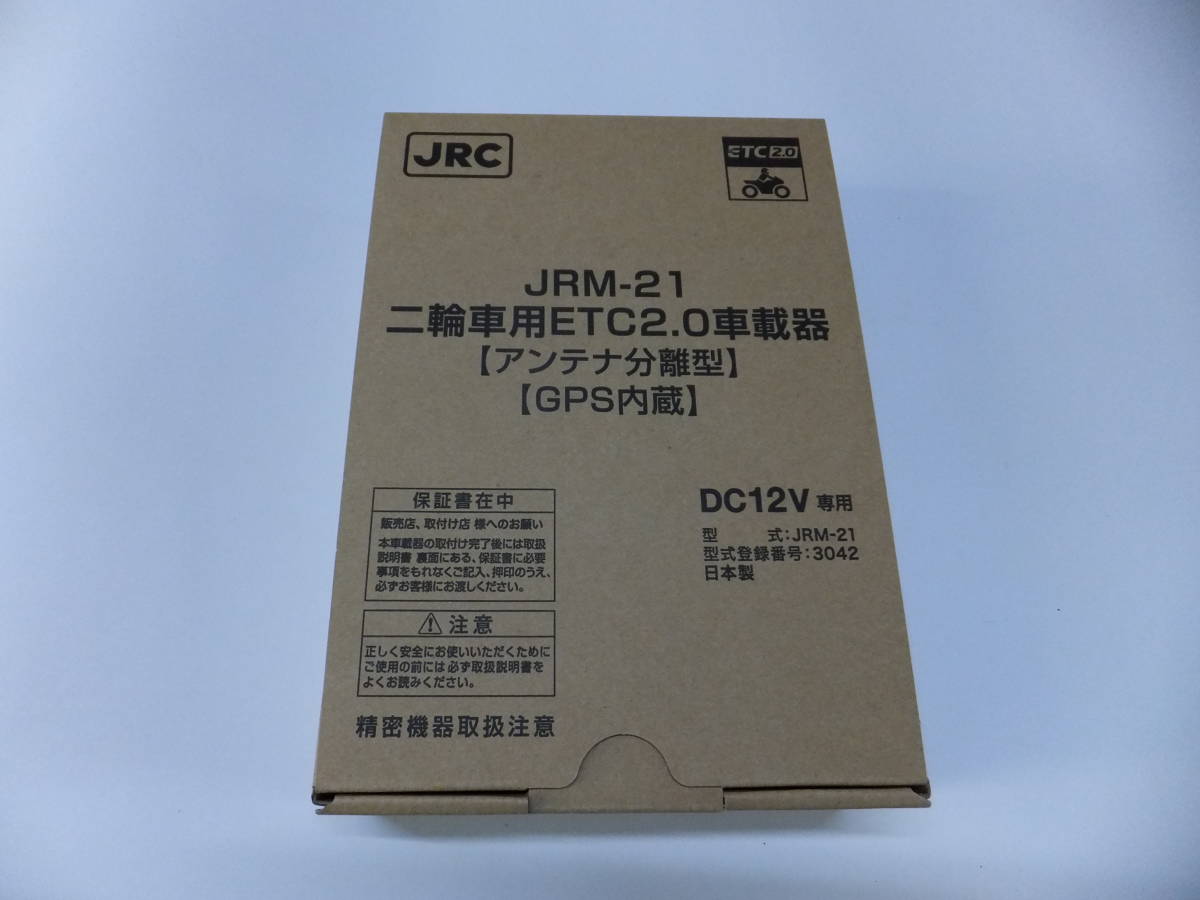 JRC
ETC2.0
JRM-21
二輪車用ETC2.0車載器
【アンテナ分離型】
【GPS内蔵】
保証書在中
販売店、取付け店 様へのお願い
本車載器の取付け完了後には取扱
説明書 裏面にある、保証書に必要
事項をもれなくご記入、押印のうえ、
必ずお客様にお渡しください。
注意
正しく安全にお使いいただくために
ご使用の前には必ず取扱説明書を
よくお読みください。
精密機器取扱注意
DC12V 専用
型 式:JRM-21
型式登録番号:3042
日本製